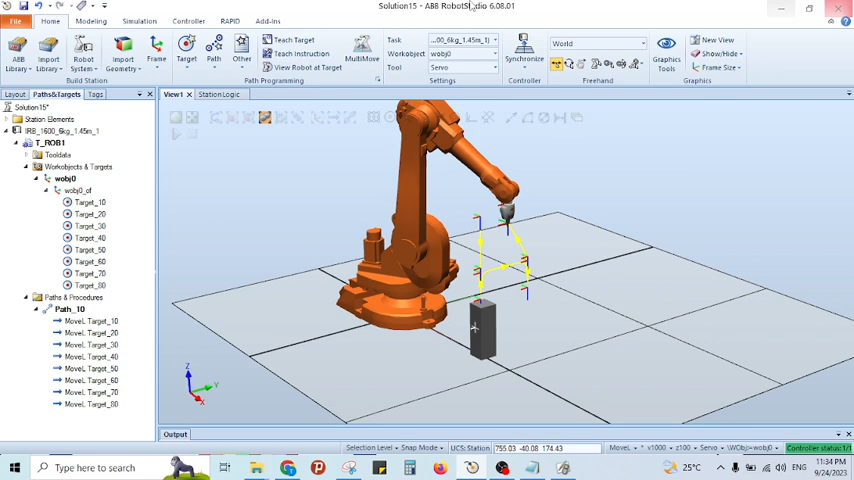 Solution15 - ABB RobotStudio 6.08.01
File Home Modeling Simulation Controller RAPID Add-Ins
ABB Library Import Library Robot System Import Geometry Frame
Build Station
Target Path Other
Teach Target
Teach Instruction
View Robot at Target
MultiMove
Path Programming
Task ...00_6kg_1.45m_1)
Workobject wobj0
Tool Servo
Settings
Synchronize
Controller
World
Freehand
Graphics Tools
New View
Show/Hide
Frame Size
Graphics
Layout Paths&Targets Tags
View1 Station Logic
Solution15*
Station Elements
IRB_1600_6kg_1.45m_1
T_ROB1
Tooldata
Workobjects & Targets
wobj0
wobj0_of
Target_10
Target_20
Target_30
Target_40
Target_50
Target_60
Target_70
Target_80
Paths & Procedures
Path_10
MoveL Target_10
MoveL Target_20
MoveL Target_30
MoveL Target_40
MoveL Target_50
MoveL Target_60
MoveL Target_70
MoveL Target_80
Z
Y
X
Output
Selection Level Snap Mode UCS: Station 755.03 -40.08 174.43 MoveL * v1000 z100 Servo \WObj:=wobj0 Controller status: 1/1
Type here to search
25°C
ENG
11:34 PM
9/24/2023